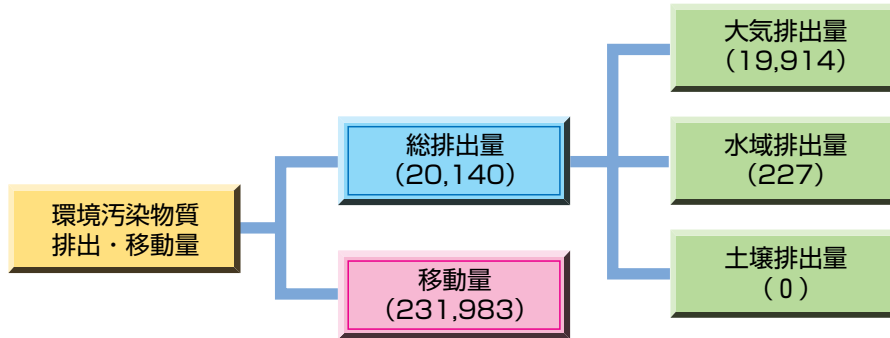 環境汚染物質
排出・移動量
総排出量
(20,140)
移動量
(231,983)
大気排出量
(19,914)
水域排出量
(227)
土壌排出量
(0)